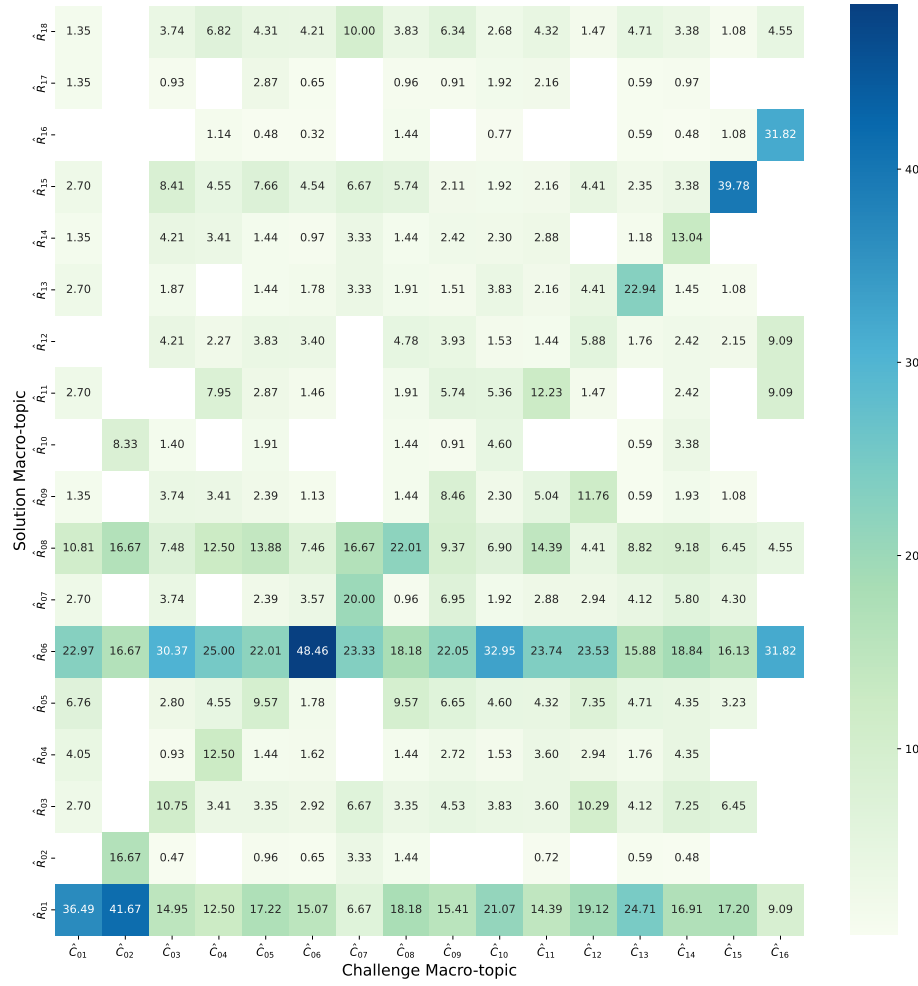 R̂18 1.35 3.74 6.82 4.31 4.21 10.00 3.83 6.34 2.68 4.32 1.47 4.71 3.38 1.08 4.55
R̂17 1.35 0.93 2.87 0.65 0.96 0.91 1.92 2.16 0.59 0.97
R̂16 1.14 0.48 0.32 1.44 0.77 0.59 0.48 1.08 31.82
R̂15 2.70 8.41 4.55 7.66 4.54 6.67 5.74 2.11 1.92 2.16 4.41 2.35 3.38 39.78
R̂14 1.35 4.21 3.41 1.44 0.97 3.33 1.44 2.42 2.30 2.88 1.18 13.04
R̂13 2.70 1.87 1.44 1.78 3.33 1.91 1.51 3.83 2.16 4.41 22.94 1.45 1.08
R̂12 4.21 2.27 3.83 3.40 4.78 3.93 1.53 1.44 5.88 1.76 2.42 2.15 9.09
R̂11 2.70 7.95 2.87 1.46 1.91 5.74 5.36 12.23 1.47 2.42 9.09
R̂10 8.33 1.40 1.91 1.44 0.91 4.60 0.59 3.38
R̂09 1.35 3.74 3.41 2.39 1.13 1.44 8.46 2.30 5.04 11.76 0.59 1.93 1.08
R̂08 10.81 16.67 7.48 12.50 13.88 7.46 16.67 22.01 9.37 6.90 14.39 4.41 8.82 9.18 6.45 4.55
R̂07 2.70 3.74 2.39 3.57 20.00 0.96 6.95 1.92 2.88 2.94 4.12 5.80 4.30
R̂06 22.97 16.67 30.37 25.00 22.01 48.46 23.33 18.18 22.05 32.95 23.74 23.53 15.88 18.84 16.13 31.82
R̂05 6.76 2.80 4.55 9.57 1.78 9.57 6.65 4.60 4.32 7.35 4.71 4.35 3.23
R̂04 4.05 0.93 12.50 1.44 1.62 1.44 2.72 1.53 3.60 2.94 1.76 4.35
R̂03 2.70 10.75 3.41 3.35 2.92 6.67 3.35 4.53 3.83 3.60 10.29 4.12 7.25 6.45
R̂02 16.67 0.47 0.96 0.65 3.33 1.44 0.72 0.59 0.48
R̂01 36.49 41.67 14.95 12.50 17.22 15.07 6.67 18.18 15.41 21.07 14.39 19.12 24.71 16.91 17.20 9.09
Ĉ01 Ĉ02 Ĉ03 Ĉ04 Ĉ05 Ĉ06 Ĉ07 Ĉ08 Ĉ09 Ĉ10 Ĉ11 Ĉ12 Ĉ13 Ĉ14 Ĉ15 Ĉ16
Challenge Macro-topic
Solution Macro-topic
40
30
20
10